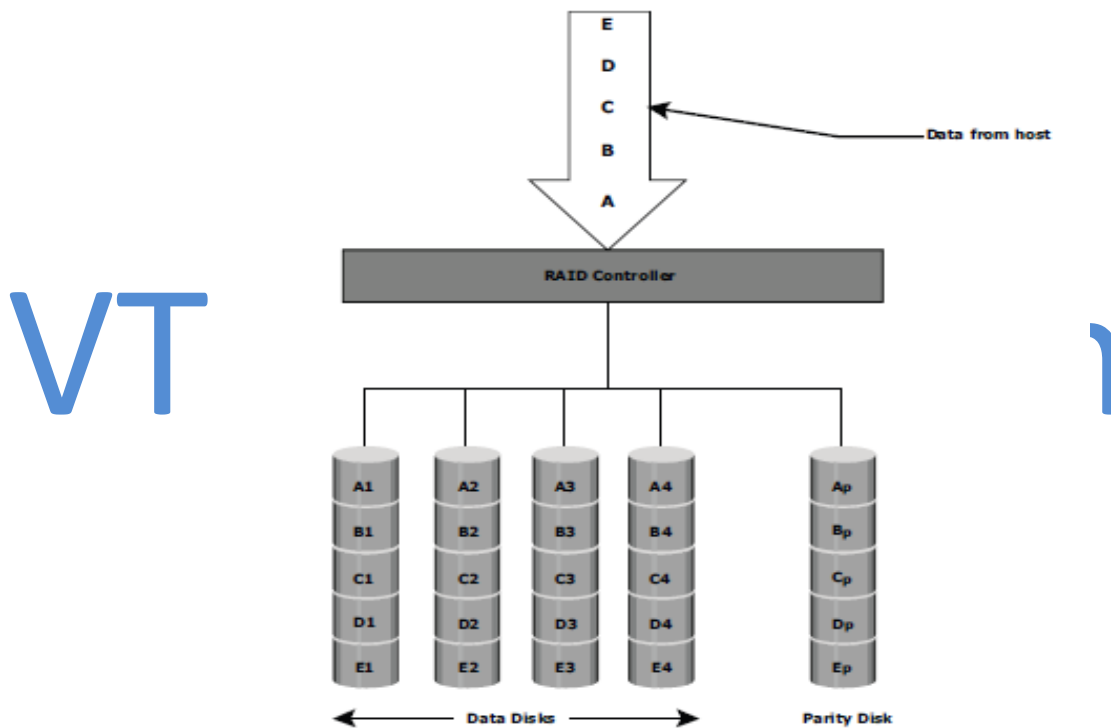 E
D
C
B
A
Data from host
RAID Controller
VT
A1 A2 A3 A4 Ap
B1 B2 B3 B4 Bp
C1 C2 C3 C4 Cp
D1 D2 D3 D4 Dp
E1 E2 E3 E4 Ep
Data Disks
Parity Disk